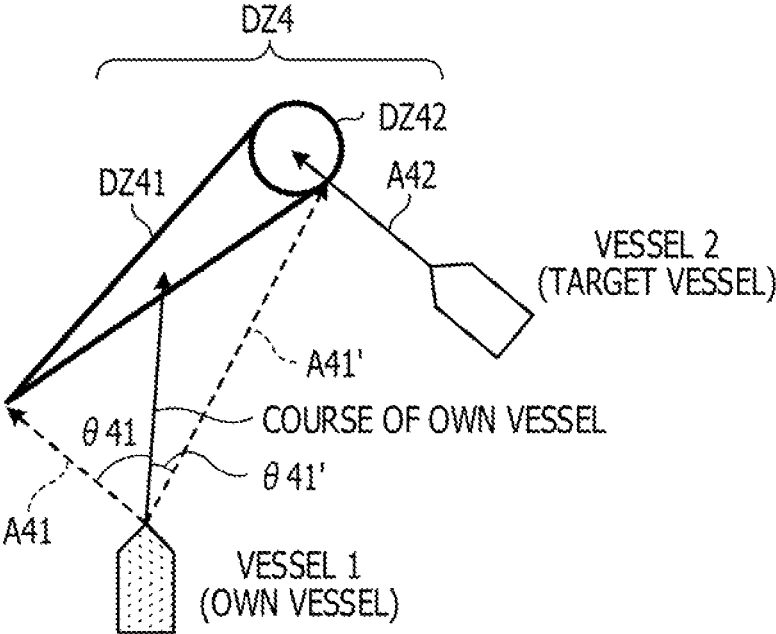 DZ4
DZ42
DZ41
A42
VESSEL 2
(TARGET VESSEL)
A41'
COURSE OF OWN VESSEL
θ41
θ41'
A41
VESSEL 1
(OWN VESSEL)